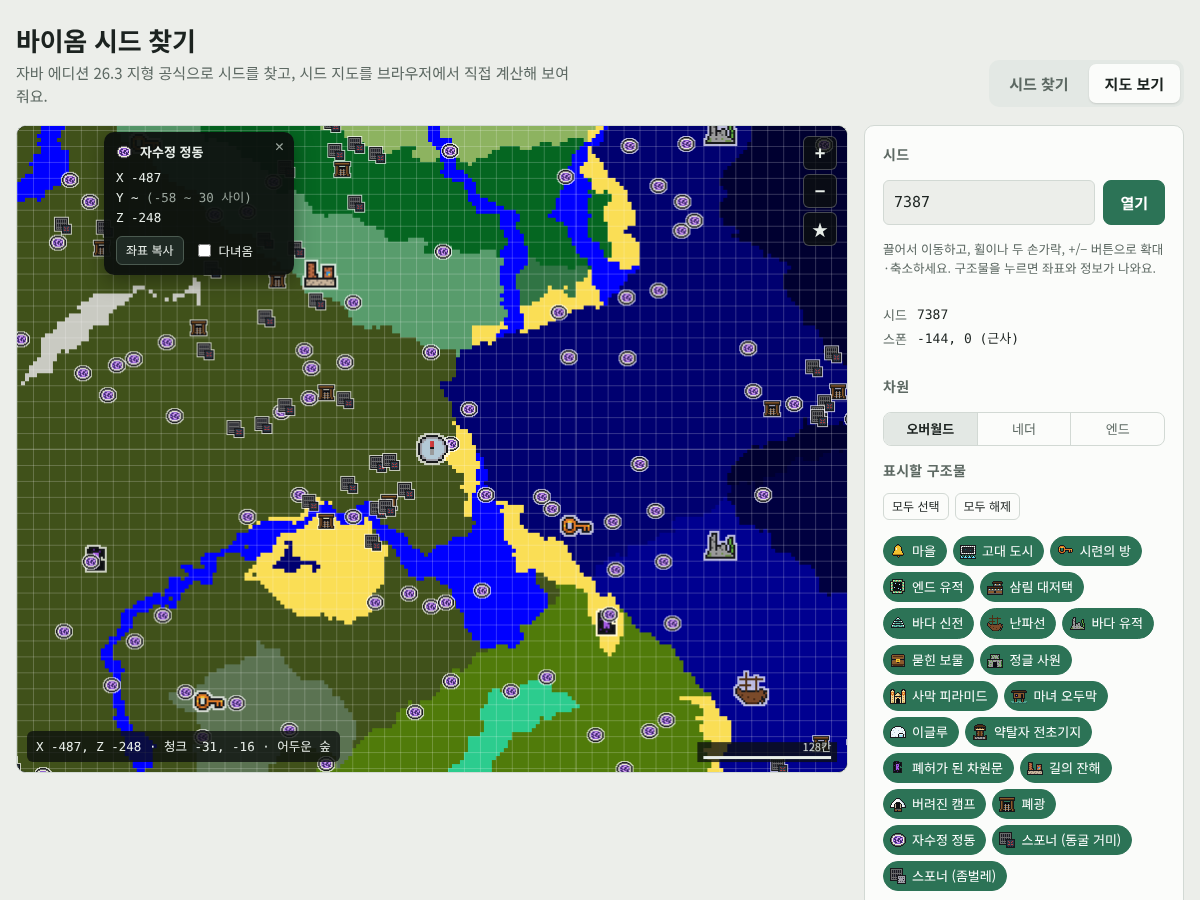 바이옴 시드 찾기
자바 에디션 26.3 지형 공식으로 시드를 찾고, 시드 지도를 브라우저에서 직접 계산해 보여
줘요.
시드 찾기
지도 보기
자수정 정동
×
X -487
Y ~ (-58 ~ 30 사이)
Z -248
좌표 복사
다녀옴
+
−
★
X -487, Z -248 · 청크 -31, -16 · 어두운 숲
128칸
시드
7387
열기
끌어서 이동하고, 휠이나 두 손가락, +/− 버튼으로 확대
·축소하세요. 구조물을 누르면 좌표와 정보가 나와요.
시드 7387
스폰 -144, 0 (근사)
차원
오버월드
네더
엔드
표시할 구조물
모두 선택
모두 해제
마을
고대 도시
시련의 방
엔드 유적
삼림 대저택
바다 신전
난파선
바다 유적
묻힌 보물
정글 사원
사막 피라미드
마녀 오두막
이글루
약탈자 전초기지
폐허가 된 차원문
길의 잔해
버려진 캠프
폐광
자수정 정동
스포너 (동굴 거미)
스포너 (좀벌레)